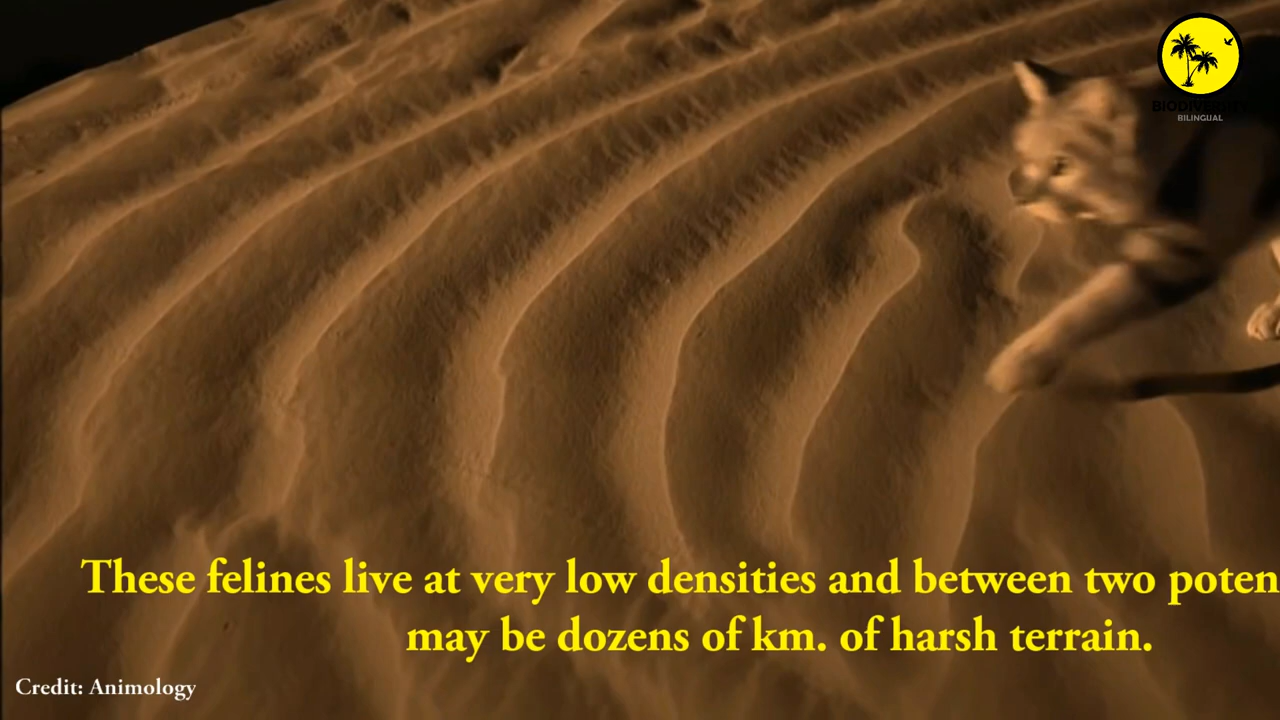 BIODIVERSITY
BILINGUAL
These felines live at very low densities and between two
may be dozens of km. of harsh terrain.
Credit: Animology